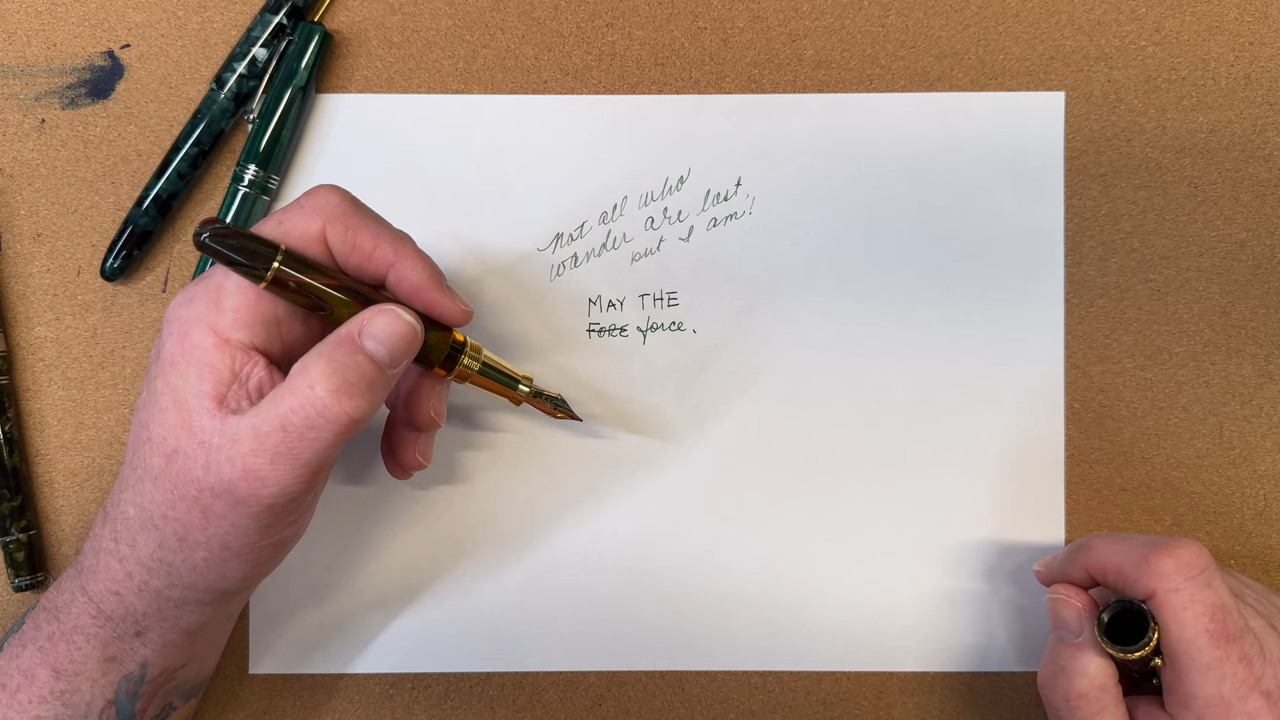 not all who
wander are lost,
but I am!
MAY THE
FORE force.